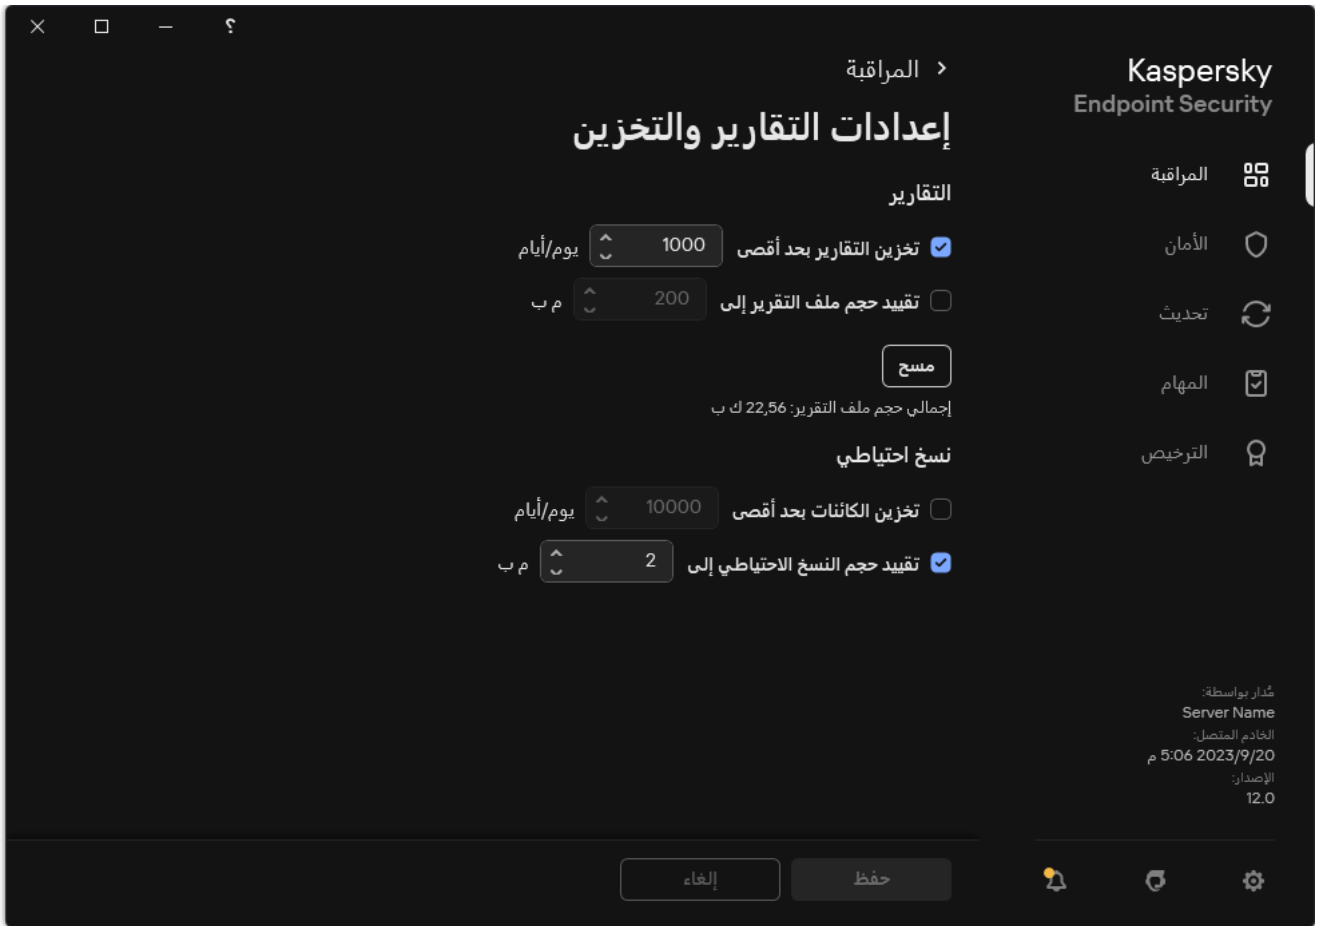 ؟
Kaspersky
Endpoint Security
المراقبة
الأمان
تحديث
المهام
الترخيص
مُدار بواسطة:
Server Name
الخادم المتصل:
2023/9/20 5:06 م
الإصدار:
12.0
المراقبة
إعدادات التقارير والتخزين
التقارير
تخزين التقارير بحد أقصى 1000 يوم/أيام
تقييد حجم ملف التقرير إلى 200 م ب
مسح
إجمالي حجم ملف التقرير: 22,56 ك ب
نسخ احتياطي
تخزين الكائنات بحد أقصى 10000 يوم/أيام
تقييد حجم النسخ الاحتياطي إلى 2 م ب
حفظ إلغاء